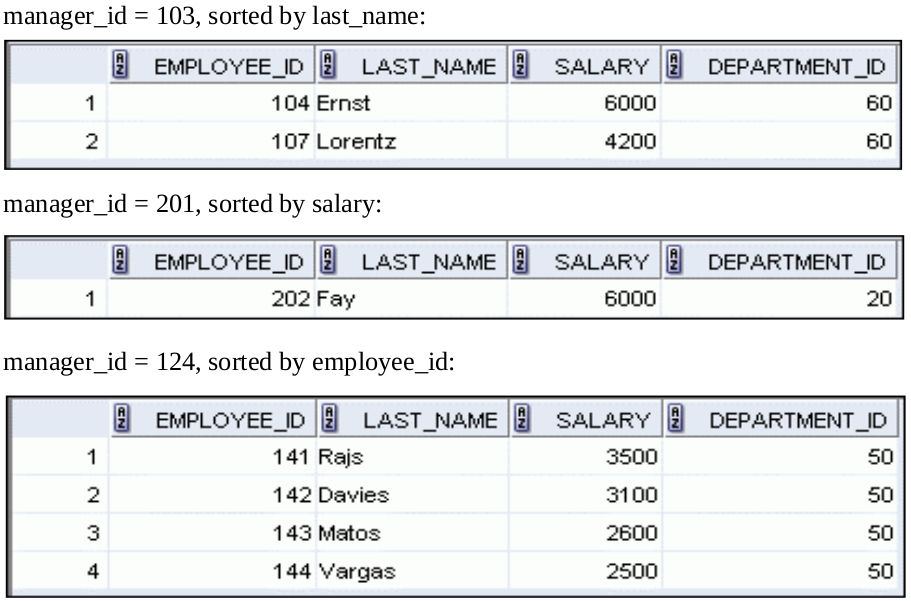 manager_id = 103, sorted by last_name:
EMPLOYEE_ID LAST_NAME SALARY DEPARTMENT_ID
1 104 Ernst 6000 60
2 107 Lorentz 4200 60
manager_id = 201, sorted by salary:
EMPLOYEE_ID LAST_NAME SALARY DEPARTMENT_ID
1 202 Fay 6000 20
manager_id = 124, sorted by employee_id:
EMPLOYEE_ID LAST_NAME SALARY DEPARTMENT_ID
1 141 Rajs 3500 50
2 142 Davies 3100 50
3 143 Matos 2600 50
4 144 Vargas 2500 50